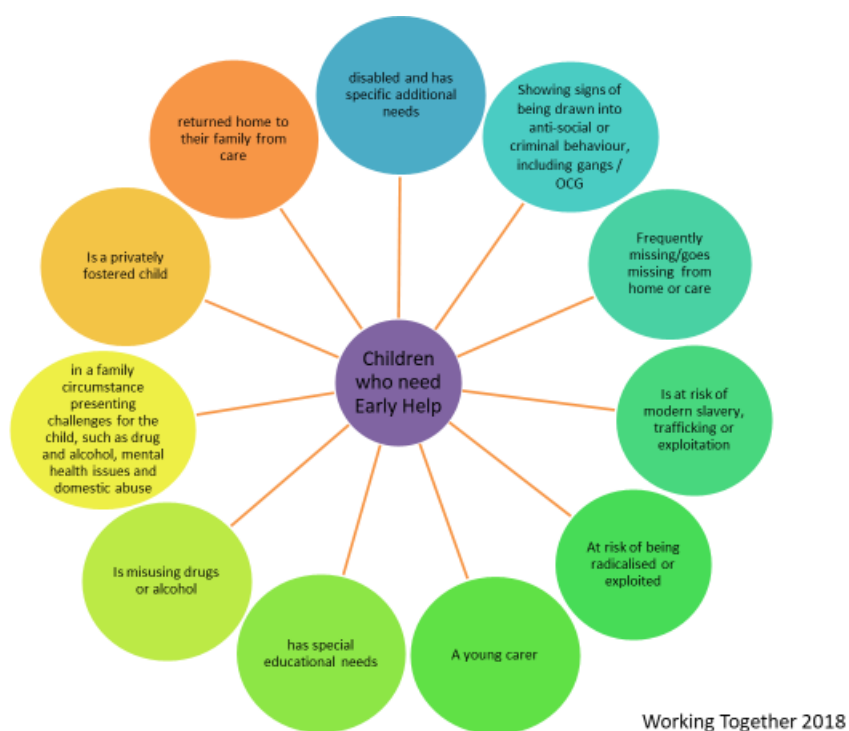 disabled and has
specific additional
needs
Showing signs of
being drawn into
anti-social or
criminal behaviour,
including gangs /
OCG
Frequently
missing/goes
missing from
home or care
Is at risk of
modern slavery,
trafficking or
exploitation
At risk of being
radicalised or
exploited
A young carer
has special
educational needs
Is misusing drugs
or alcohol
in a family
circumstance
presenting
challenges for the
child, such as drug
and alcohol, mental
health issues and
domestic abuse
Is a privately
fostered child
returned home to
their family from
care
Children
who need
Early Help
Working Together 2018